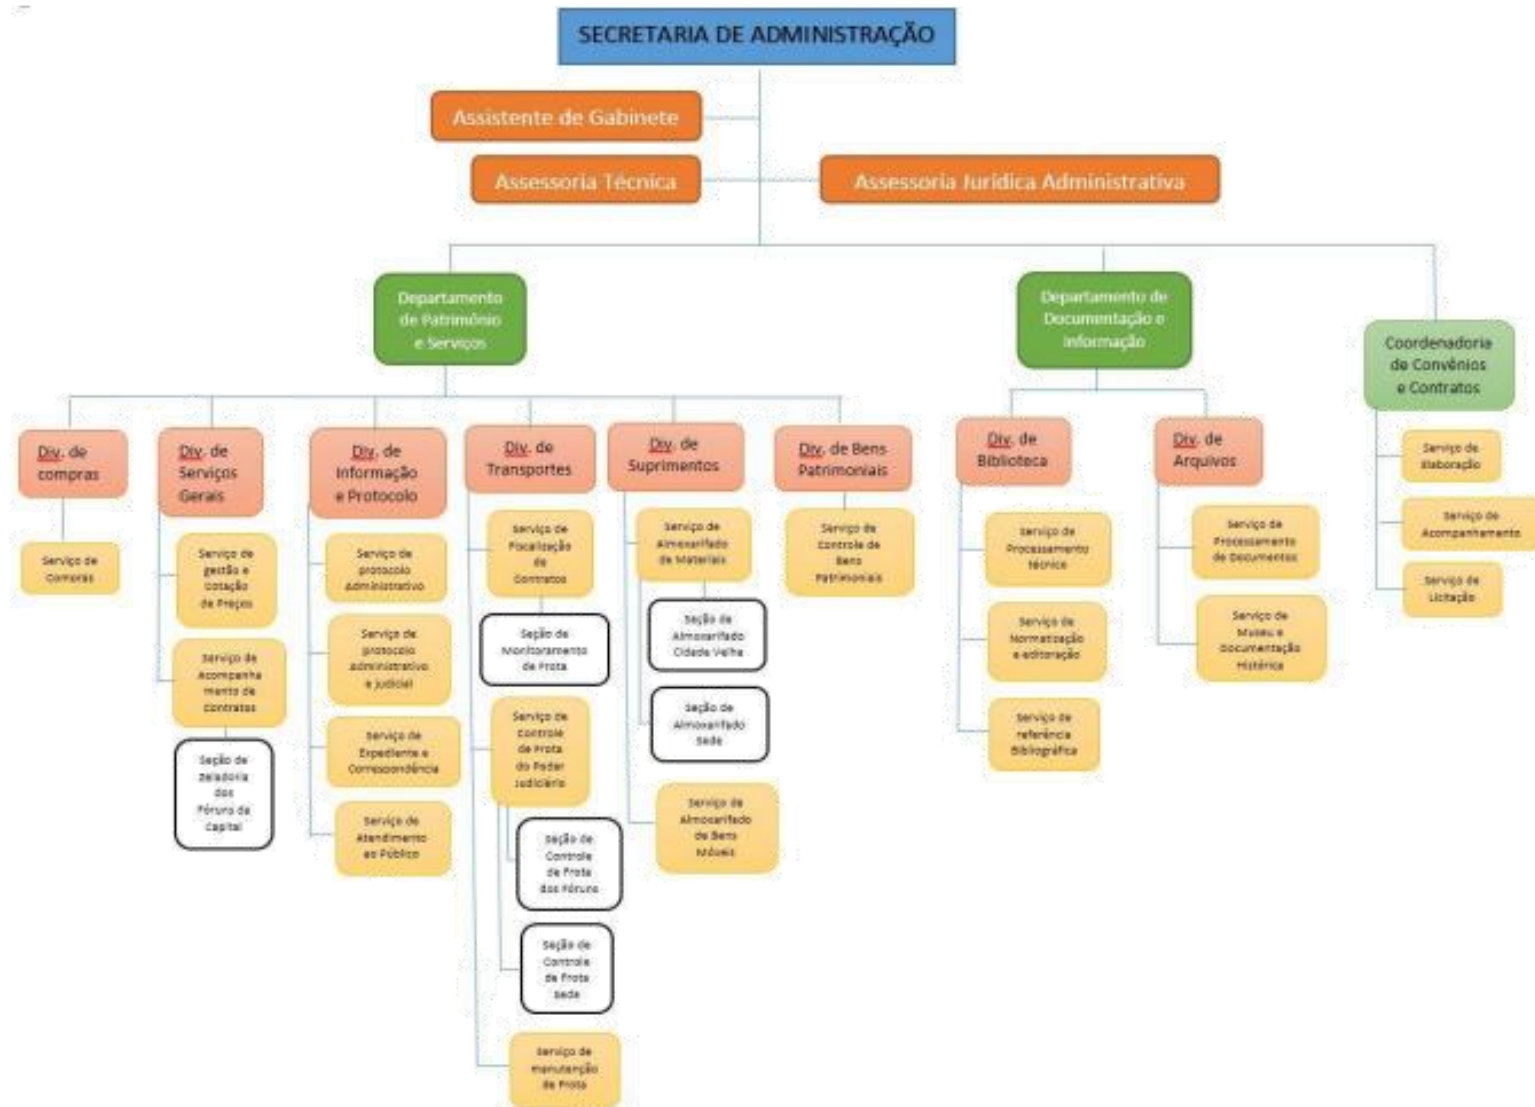 SECRETARIA DE ADMINISTRAÇÃO
Assistente de Gabinete
Assessoria Técnica
Assessoria Jurídica Administrativa
Departamento
de Patrimônio
e Serviços
Departamento de
Documentação e
Informação
Coordenadoria
de Convênios
e Contratos
Div. de
compras
Div. de
Serviços
Gerais
Div. de
Informação
e Protocolo
Div. de
Transportes
Div. de
Suprimentos
Div. de Bens
Patrimoniais
Div. de
Biblioteca
Div. de
Arquivos
Serviço de
Compras
Serviço de
gestão e
cotação
de Preços
Serviço de
Acompanha
mento de
Contratos
Seção de
Zeladoria
dos
Fóruns da
Capital
Serviço de
protocolo
Administrativo
Serviço de
protocolo
Administrativo
e judicial
Serviço de
Expediente e
Correspondência
Serviço de
Atendimento
ao Público
Serviço de
Fiscalização
de
Contratos
Seção de
Monitoramento
de Frota
Serviço de
Controle
de Frota
do Poder
Judiciário
Seção de
Controle
de Frota
dos Fóruns
Seção de
Controle
de Frota
Sede
Serviço de
manutenção
de Frota
Serviço de
Almoxarifado
de Materiais
Seção de
Almoxarifado
Cidade Velha
Seção de
Almoxarifado
Sede
Serviço de
Almoxarifado
de Bens
Móveis
Serviço de
Controle de
Bens
Patrimoniais
Serviço de
Processamento
técnico
Serviço de
Normatização
e editoração
Serviço de
referência
Bibliográfica
Serviço de
Processamento
de Documentos
Serviço de
Museu e
Documentação
Histórica
Serviço de
Elaboração
Serviço de
Acompanhamento
Serviço de
Licitação